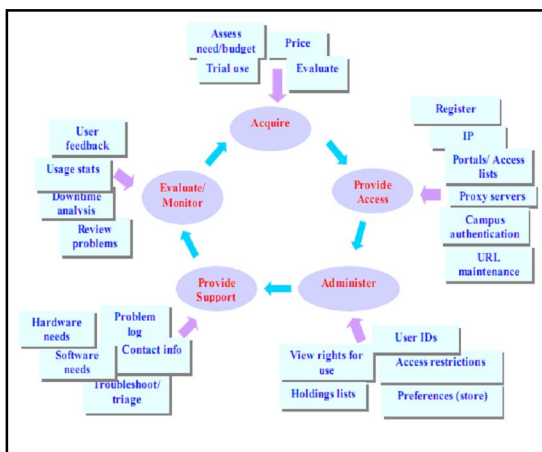 Assess
need/budget
Price
Trial use
Evaluate
Acquire
Register
IP
Portals/ Access
lists
Proxy servers
Campus
authentication
URL
maintenance
Provide
Access
Administer
User IDs
View rights for
use
Access restrictions
Holdings lists
Preferences (store)
Provide
Support
Problem
log
Hardware
needs
Contact info
Software
needs
Troubleshoot/
triage
Evaluate/
Monitor
User
feedback
Usage stats
Downtime
analysis
Review
problems